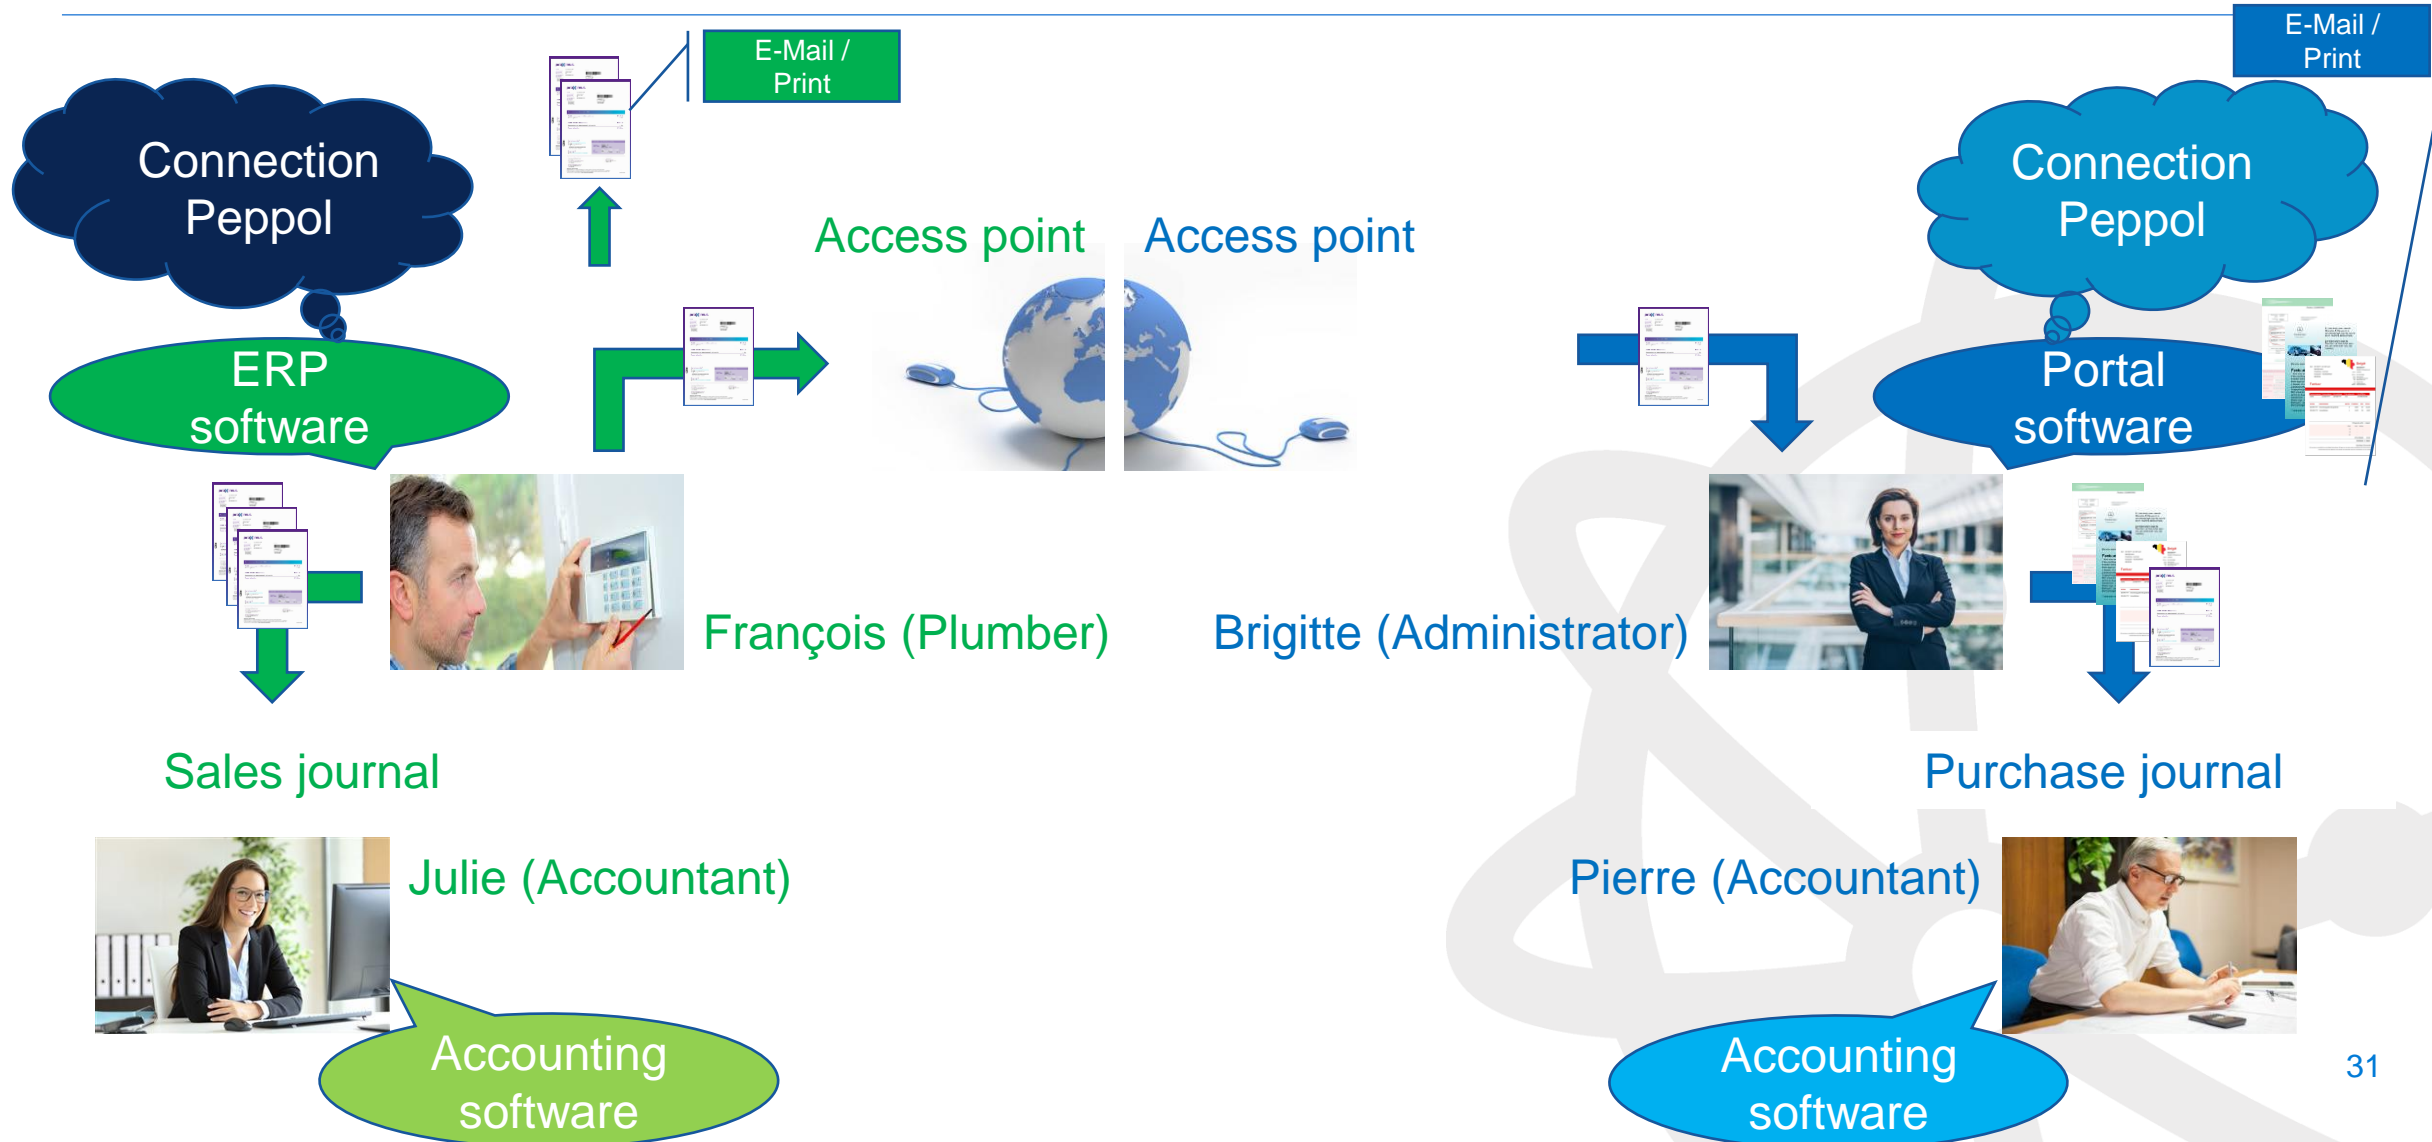 E-Mail /
Print
E-Mail /
Print
Connection
Peppol
Connection
Peppol
Access point
Access point
ERP
software
Portal
software
François (Plumber)
Brigitte (Administrator)
Sales journal
Purchase journal
Julie (Accountant)
Pierre (Accountant)
Accounting
software
Accounting
software
31